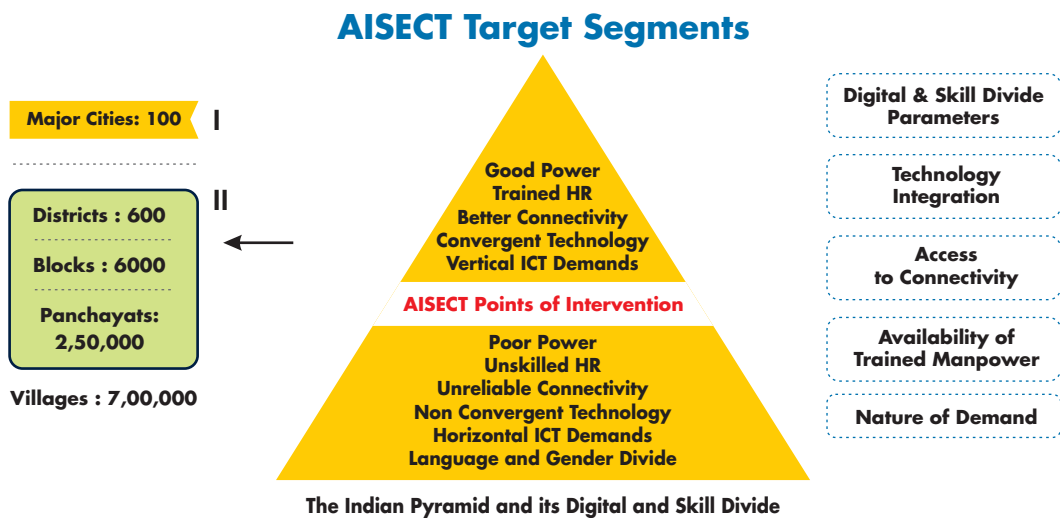 AISECT Target Segments
Major Cities: 100
I
II
Districts : 600
Blocks : 6000
Panchayats:
2,50,000
Villages : 7,00,000
Good Power
Trained HR
Better Connectivity
Convergent Technology
Vertical ICT Demands
AISECT Points of Intervention
Poor Power
Unskilled HR
Unreliable Connectivity
Non Convergent Technology
Horizontal ICT Demands
Language and Gender Divide
The Indian Pyramid and its Digital and Skill Divide
Digital & Skill Divide
Parameters
Technology
Integration
Access
to Connectivity
Availability of
Trained Manpower
Nature of Demand